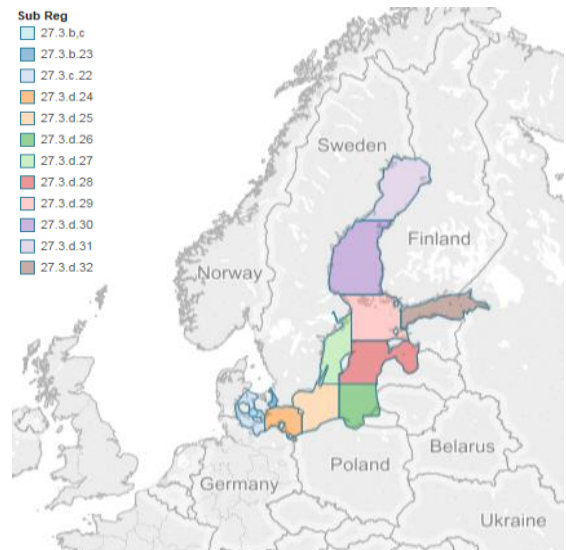 Sub Reg
27.3.b,c
27.3.b.23
27.3.c.22
27.3.d.24
27.3.d.25
27.3.d.26
27.3.d.27
27.3.d.28
27.3.d.29
27.3.d.30
27.3.d.31
27.3.d.32
Sweden
Finland
Norway
Belarus
Poland
Germany
Ukraine